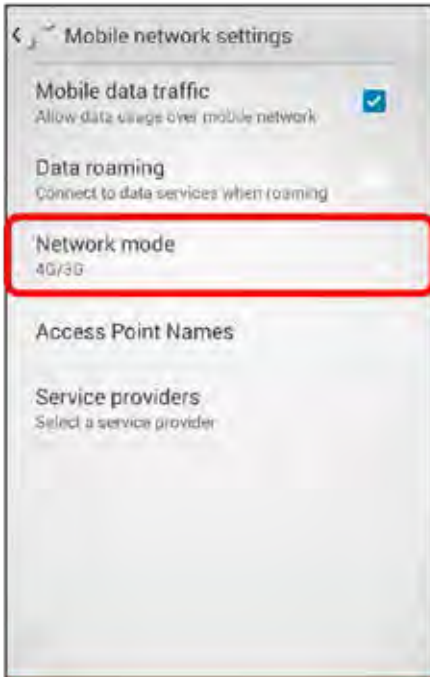 Mobile network settings
Mobile data traffic
Allow data usage over mobile network
Data roaming
Connect to data services when roaming
Network mode
4G/3G
Access Point Names
Service providers
Select a service provider